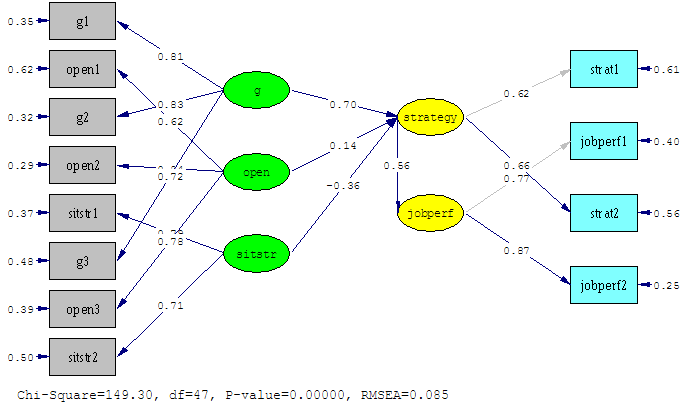 0.35 g1
0.81
0.62 open1 strat1 0.61
g 0.62
0.83 0.70
0.32 g2 0.62 strategy
jobperf1 0.40
0.14
0.29 open2 0.56 0.66
0.72 open 0.77
-0.36
0.37 sitstr1 jobperf strat2 0.56
0.78
0.48 g3 sitstr 0.87
jobperf2 0.25
0.39 open3 0.71
0.50 sitstr2
Chi-Square=149.30, df=47, P-value=0.00000, RMSEA=0.085